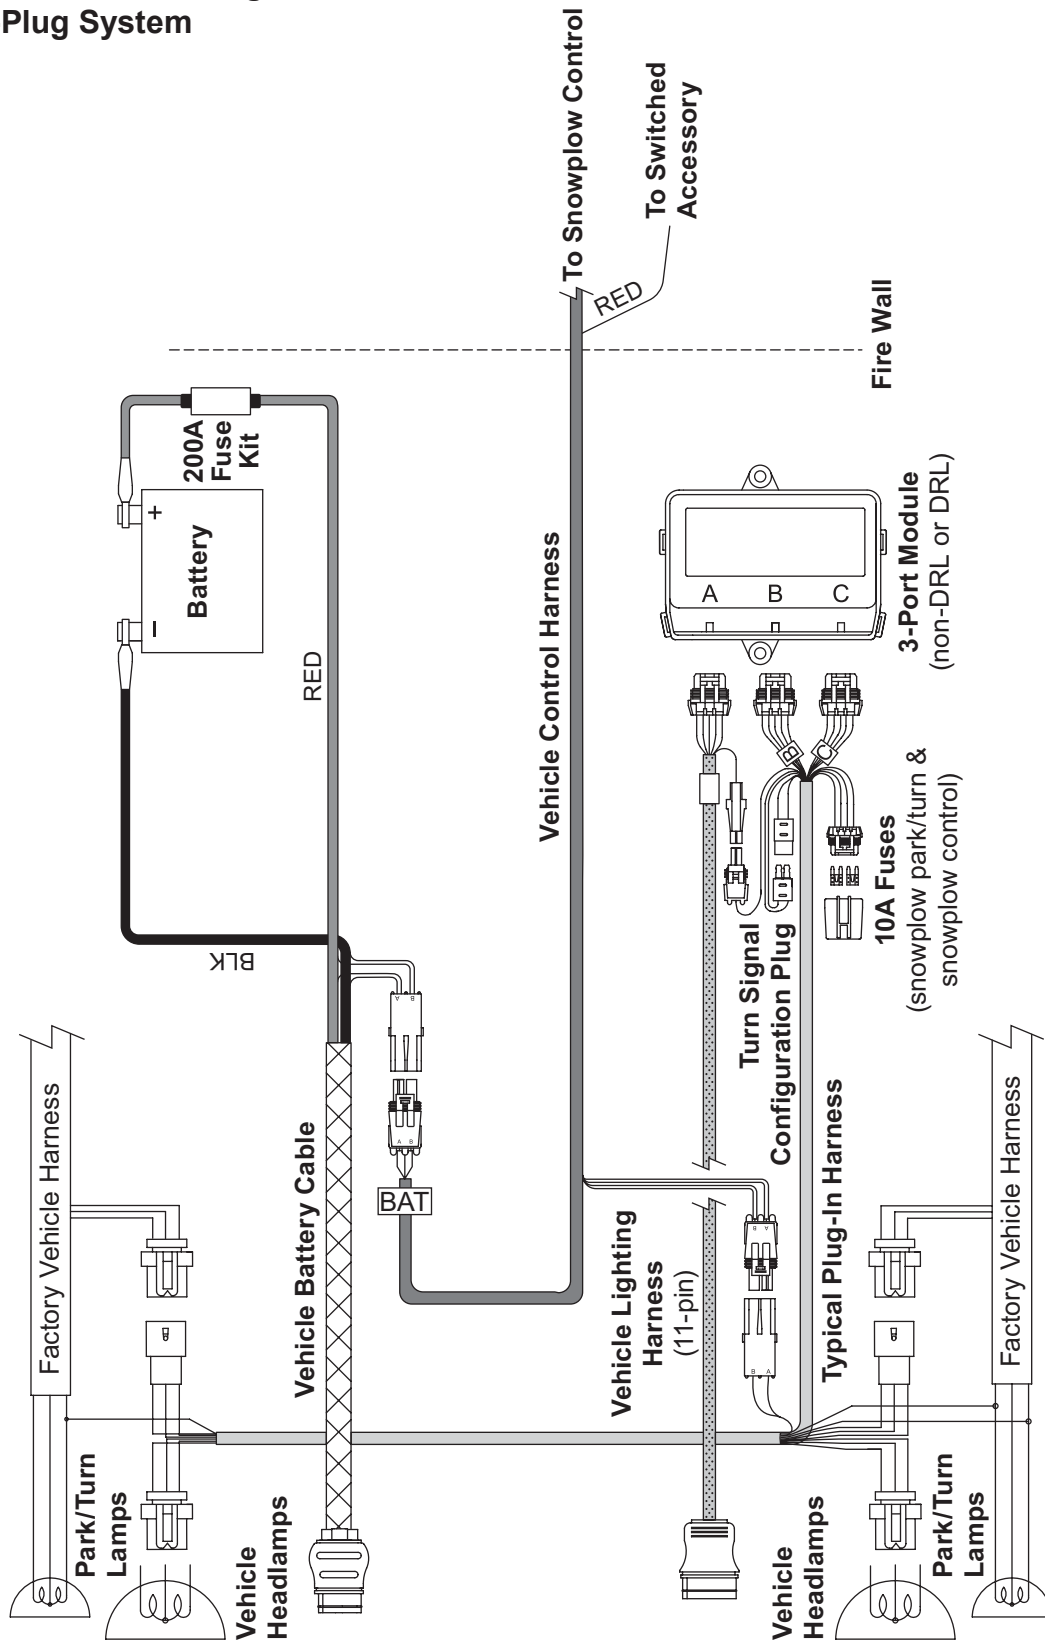 -Plug System
To Snowplow Control
To Switched
Accessory
RED
Fire Wall
200A
Fuse
Kit
+
Battery
–
RED
BLK
Vehicle Control Harness
A
B
C
3-Port Module
(non-DRL or DRL)
B
C
10A Fuses
(snowplow park/turn &
snowplow control)
Turn Signal
Configuration Plug
A
B
A
B
BAT
Vehicle Battery Cable
Factory Vehicle Harness
Vehicle Lighting
Harness
(11-pin)
B
A
B
A
Typical Plug-In Harness
Factory Vehicle Harness
Park/Turn
Lamps
Vehicle
Headlamps
Vehicle
Headlamps
Park/Turn
Lamps